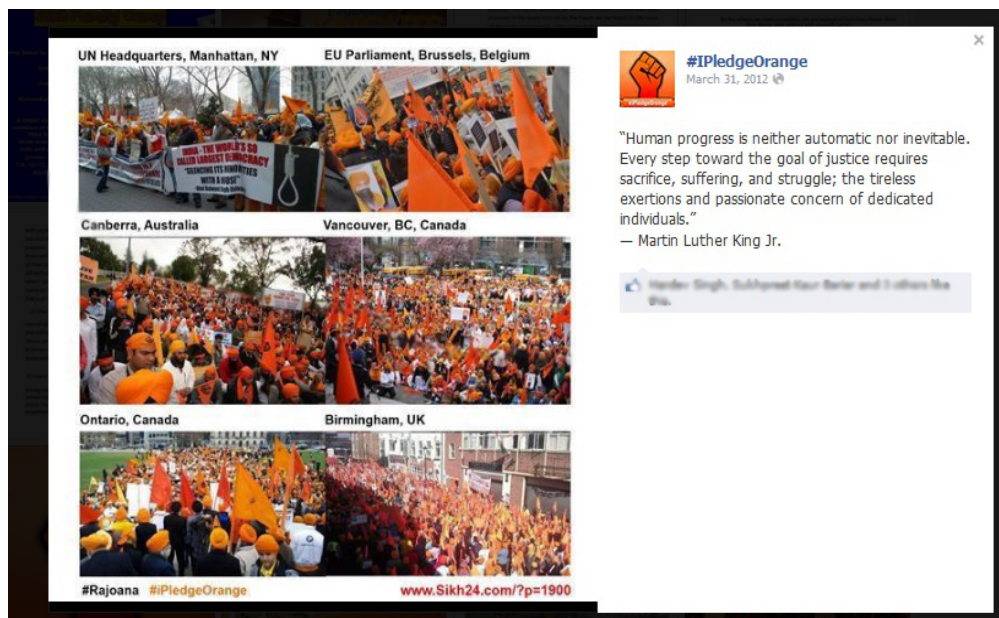 UN Headquarters, Manhattan, NY
EU Parliament, Brussels, Belgium
INDIA - THE WORLD'S SO
CALLED LARGEST DEMOCRACY
"SILENCING ITS MINORITIES
WITH A NOOSE"
Canberra, Australia
Vancouver, BC, Canada
Ontario, Canada
Birmingham, UK
#Rajoana #iPledgeOrange
www.Sikh24.com/?p=1900
#IPledgeOrange
March 31, 2012
“Human progress is neither automatic nor inevitable.
Every step toward the goal of justice requires
sacrifice, suffering, and struggle; the tireless
exertions and passionate concern of dedicated
individuals.”
— Martin Luther King Jr.